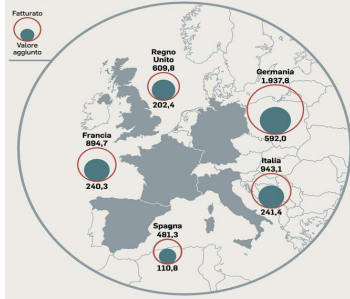 Fatturato
Valore
aggiunto
Regno
Unito
609,8
202,4
Germania
1.937,8
592,0
Francia
894,7
240,3
Italia
943,1
241,4
Spagna
481,3
110,8